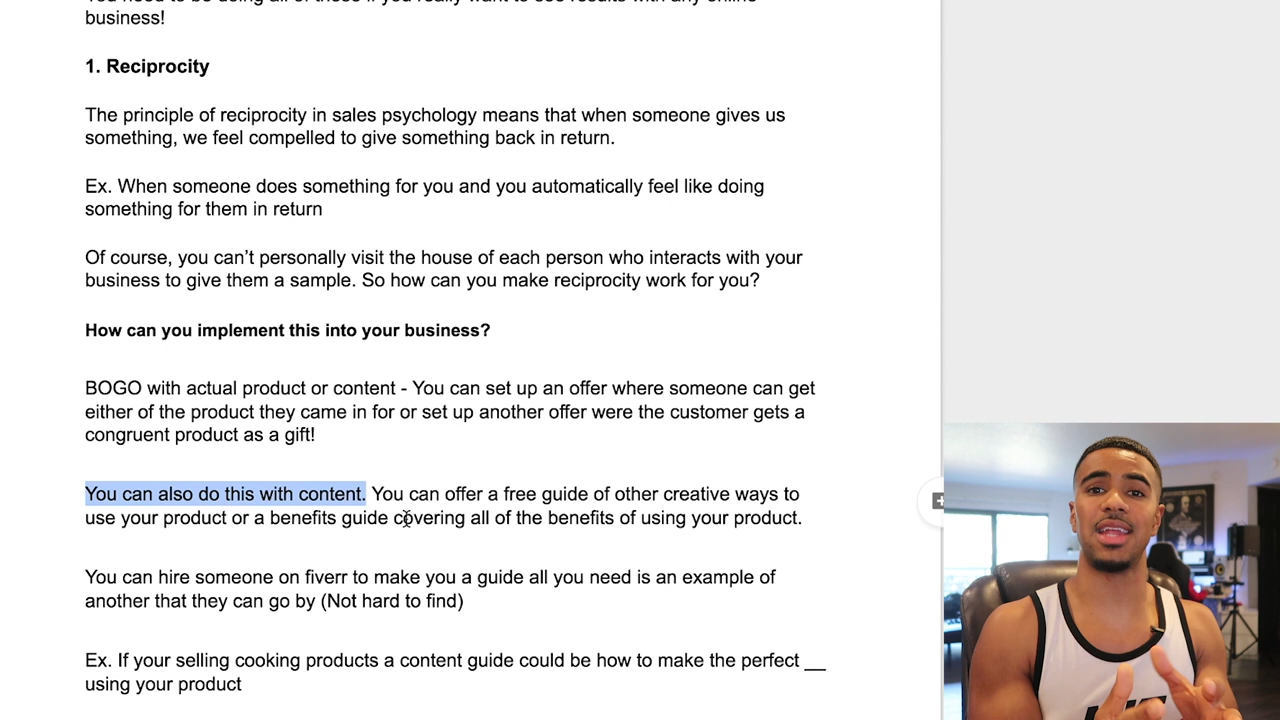 business!
1. Reciprocity
The principle of reciprocity in sales psychology means that when someone gives us
something, we feel compelled to give something back in return.
Ex. When someone does something for you and you automatically feel like doing
something for them in return
Of course, you can’t personally visit the house of each person who interacts with your
business to give them a sample. So how can you make reciprocity work for you?
How can you implement this into your business?
BOGO with actual product or content - You can set up an offer where someone can get
either of the product they came in for or set up another offer were the customer gets a
congruent product as a gift!
You can also do this with content. You can offer a free guide of other creative ways to
use your product or a benefits guide covering all of the benefits of using your product.
You can hire someone on fiverr to make you a guide all you need is an example of
another that they can go by (Not hard to find)
Ex. If your selling cooking products a content guide could be how to make the perfect __
using your product